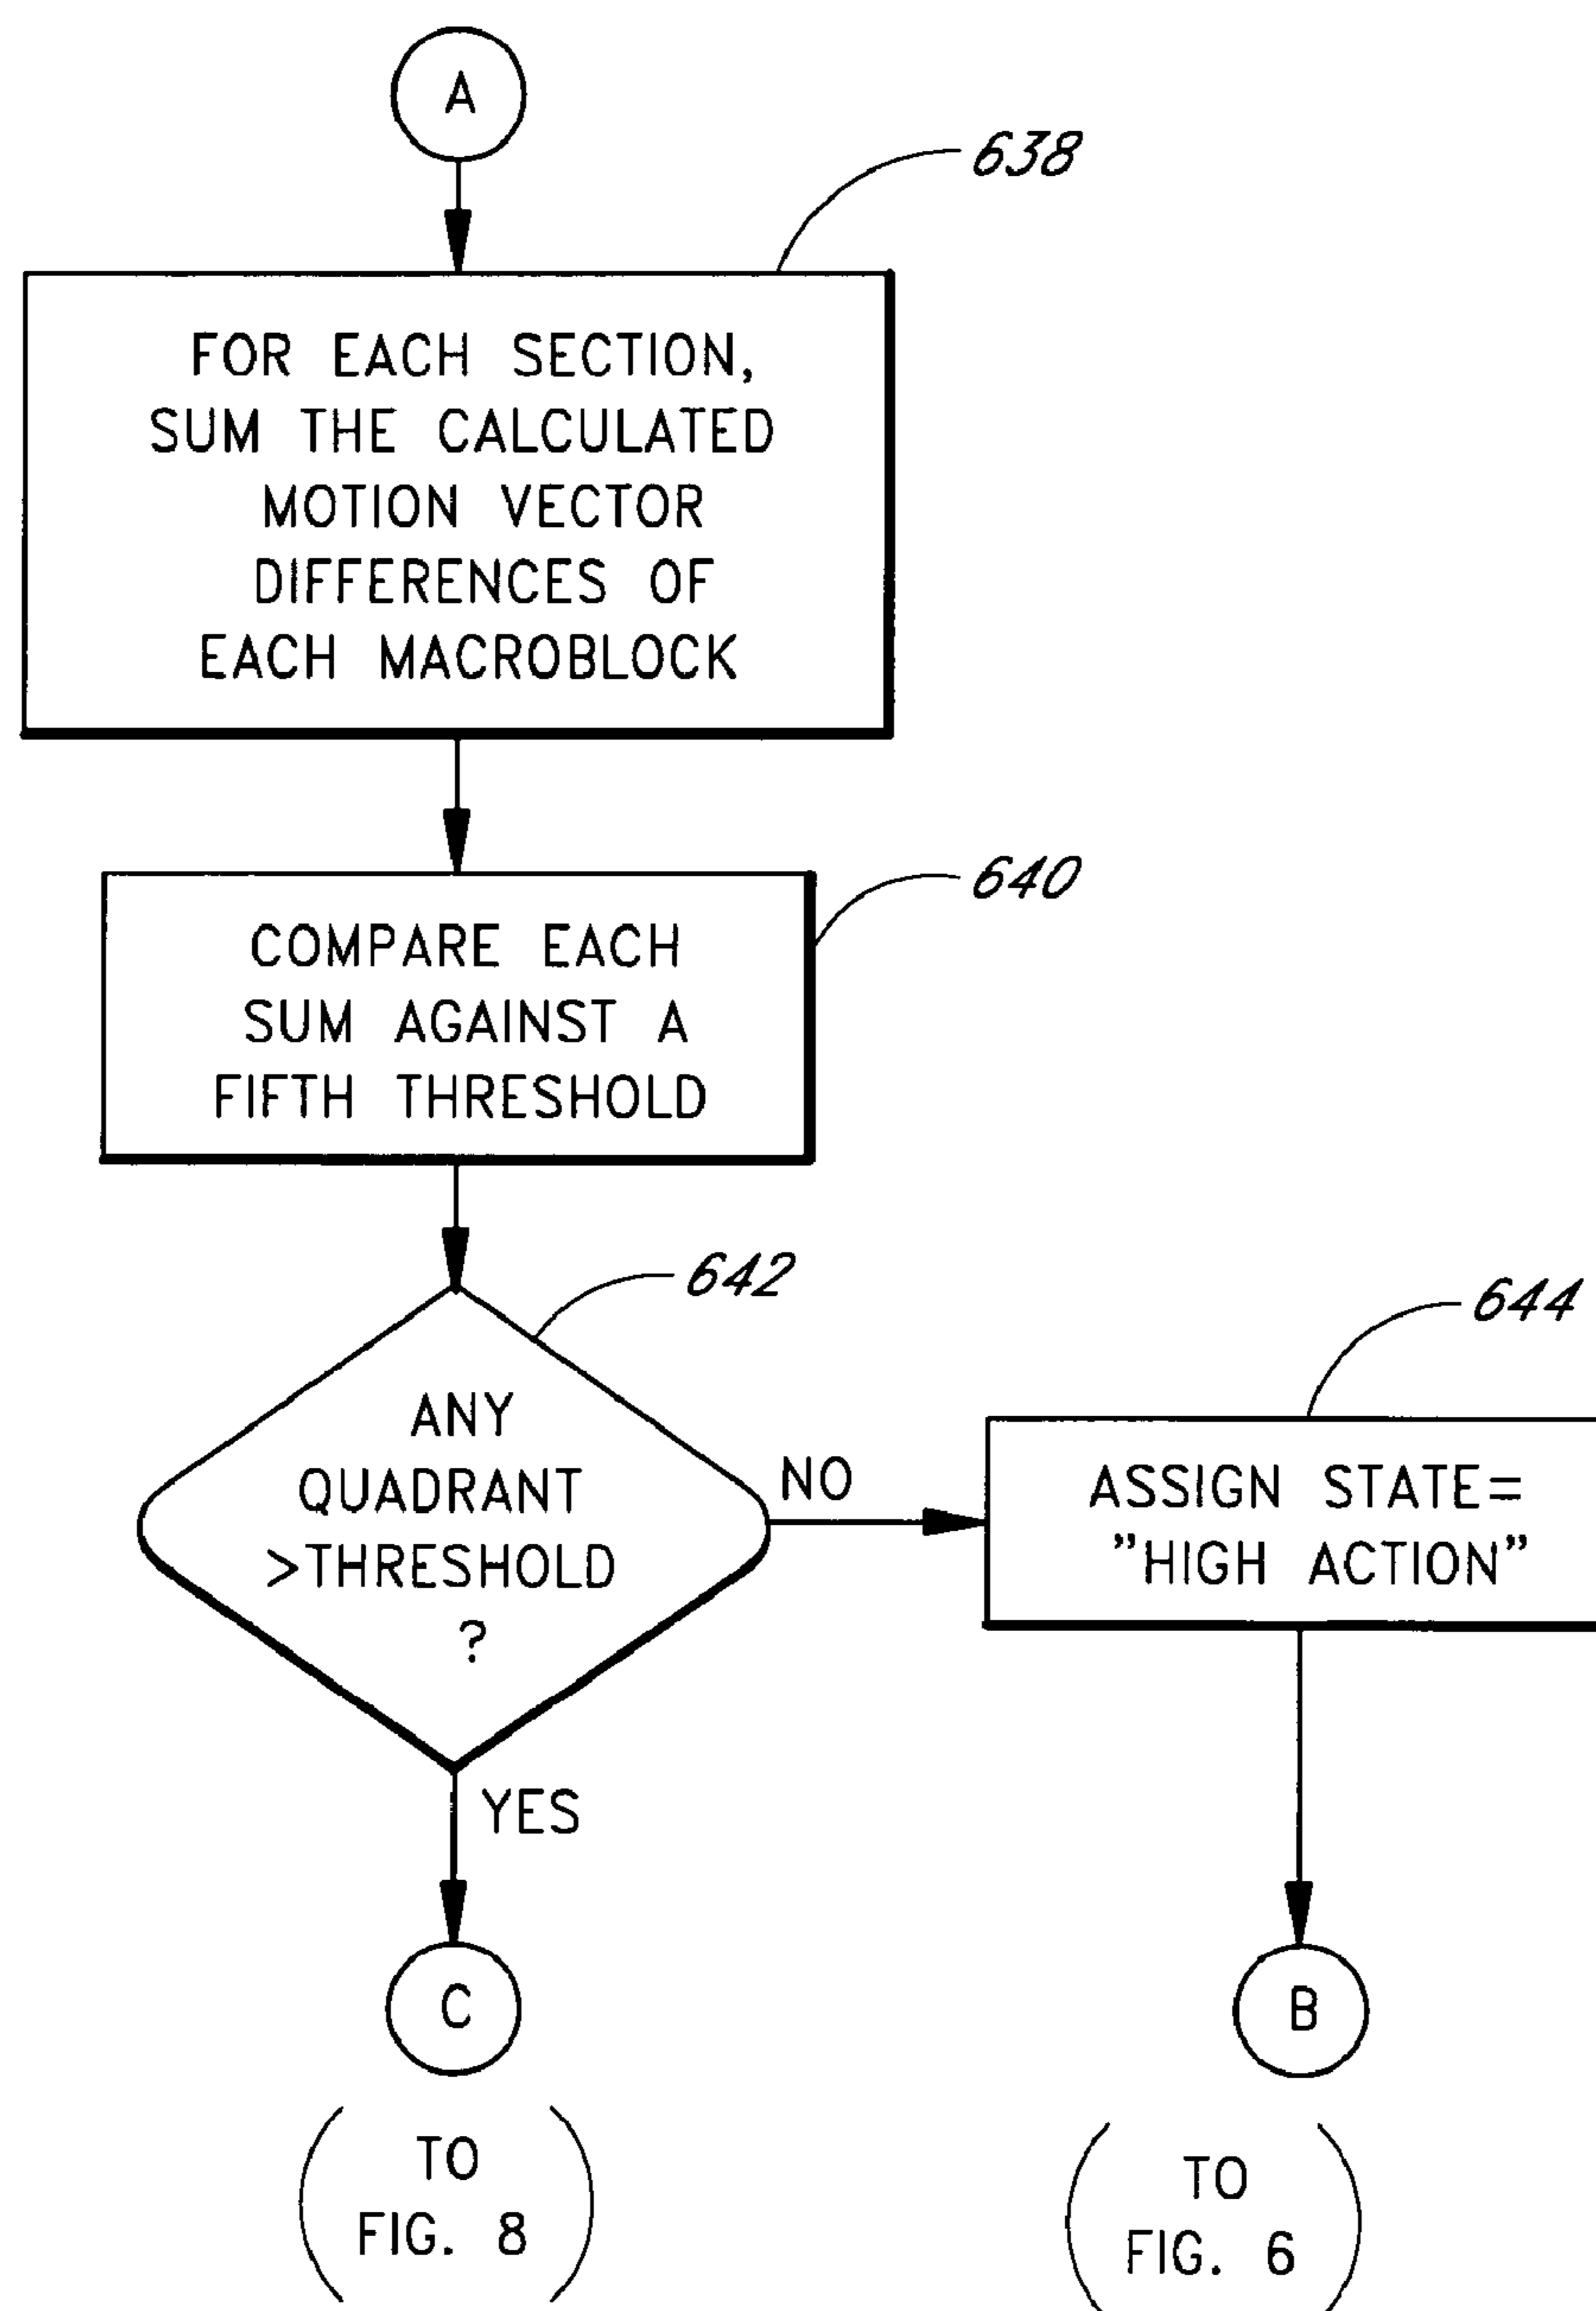 A
638
FOR EACH SECTION,
SUM THE CALCULATED
MOTION VECTOR
DIFFERENCES OF
EACH MACROBLOCK
640
COMPARE EACH
SUM AGAINST A
FIFTH THRESHOLD
642
ANY
QUADRANT
>THRESHOLD
?
NO
644
ASSIGN STATE=
"HIGH ACTION"
YES
C
B
TO
FIG. 8
TO
FIG. 6